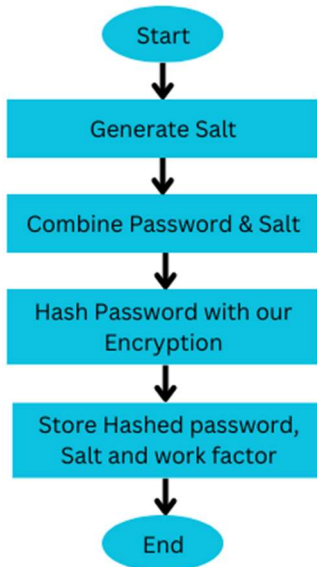 Start
Generate Salt
Combine Password & Salt
Hash Password with our
Encryption
Store Hashed password,
Salt and work factor
End